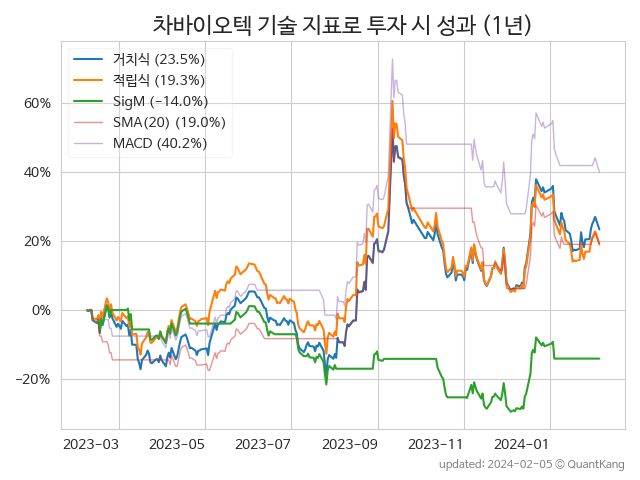 차바이오텍 기술 지표로 투자 시 성과 (1년)
거치식 (23.5%)
적립식 (19.3%)
SigM (−14.0%)
SMA(20) (19.0%)
MACD (40.2%)
60%
40%
20%
0%
−20%
2023-03 2023-05 2023-07 2023-09 2023-11 2024-01
updated: 2024-02-05 © QuantKang